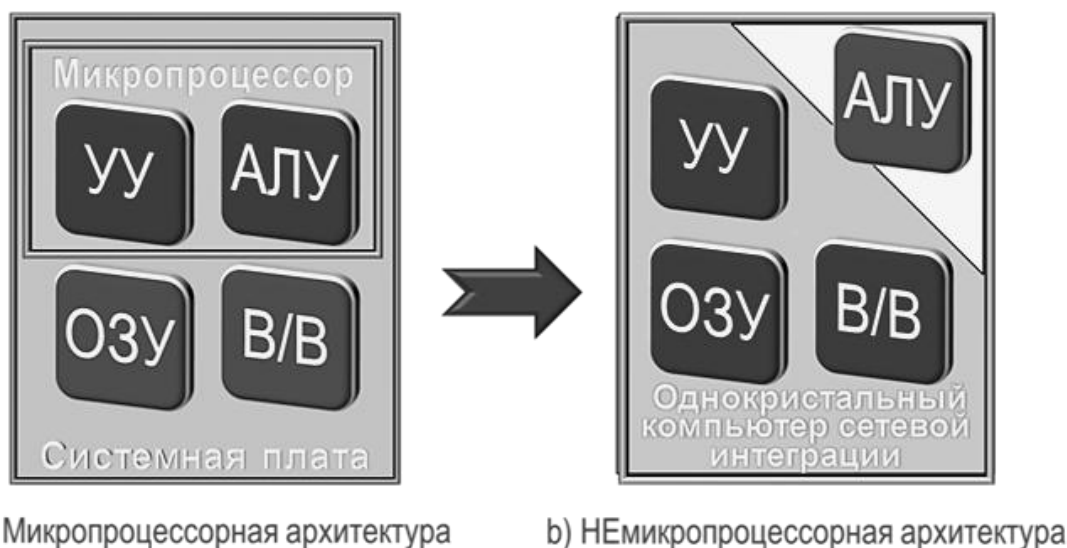 Микропроцессор
УУ
АЛУ
ОЗУ
В/В
Системная плата
Микропроцессорная архитектура
АЛУ
УУ
ОЗУ
В/В
Однокристальный
компьютер сетевой
интеграции
b) НЕмикропроцессорная архитектура